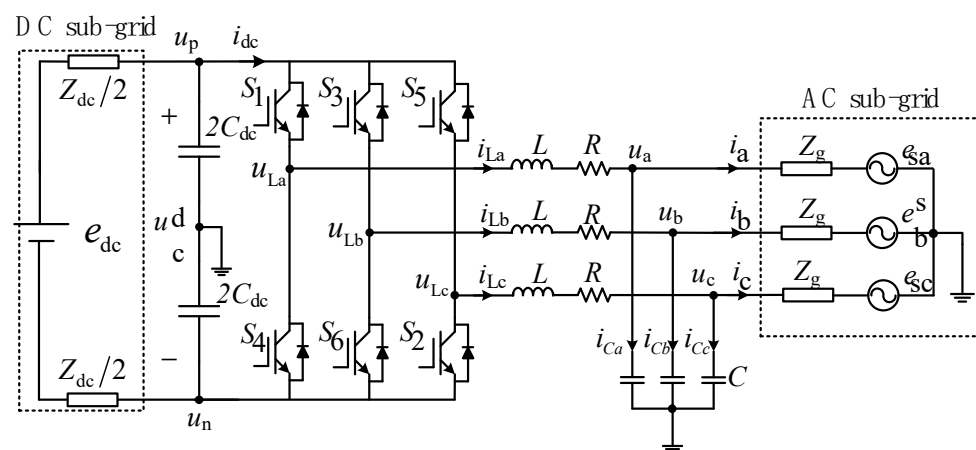 DC sub-grid
u_p
i_dc
Z_dc/2
S_1
S_3
S_5
AC sub-grid
+
2C_dc
u_La
i_La
L
R
u_a
i_a
Z_g
e_sa
e_dc
u_dc
u_Lb
i_Lb
L
R
u_b
i_b
Z_g
e_sb
2C_dc
u_Lc
i_Lc
L
R
u_c
i_c
Z_g
e_sc
−
S_4
S_6
S_2
i_Ca
i_Cb
i_Cc
C
Z_dc/2
u_n